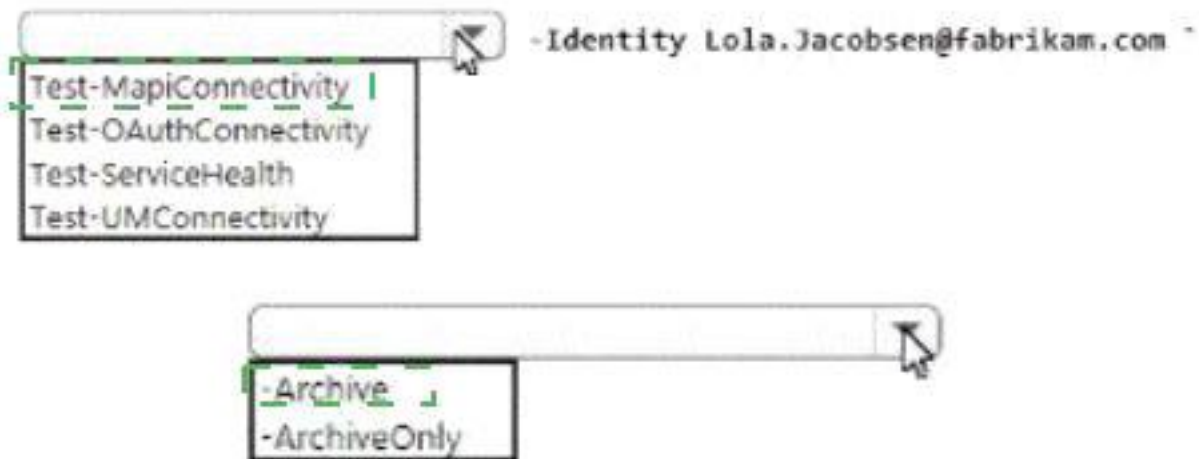 -Identity Lola.Jacobsen@fabrikam.com `
Test-MapiConnectivity
Test-OAuthConnectivity
Test-ServiceHealth
Test-UMConnectivity
-Archive
-ArchiveOnly